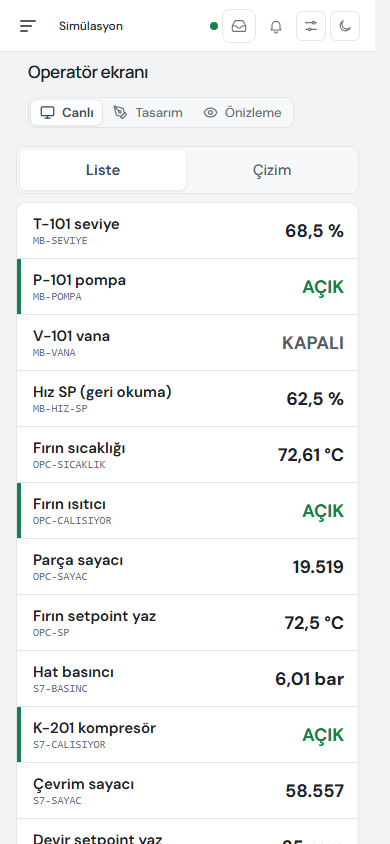 Simülasyon
Operatör ekranı
Canlı Tasarım Önizleme
Liste Çizim
T-101 seviye 68,5 %
MB-SEVIYE
P-101 pompa AÇIK
MB-POMPA
V-101 vana KAPALI
MB-VANA
Hız SP (geri okuma) 62,5 %
MB-HIZ-SP
Fırın sıcaklığı 72,61 °C
OPC-SICAKLIK
Fırın ısıtıcı AÇIK
OPC-CALISIYOR
Parça sayacı 19.519
OPC-SAYAC
Fırın setpoint yaz 72,5 °C
OPC-SP
Hat basıncı 6,01 bar
S7-BASINC
K-201 kompresör AÇIK
S7-CALISIYOR
Çevrim sayacı 58.557
S7-SAYAC
Devir setpoint yaz